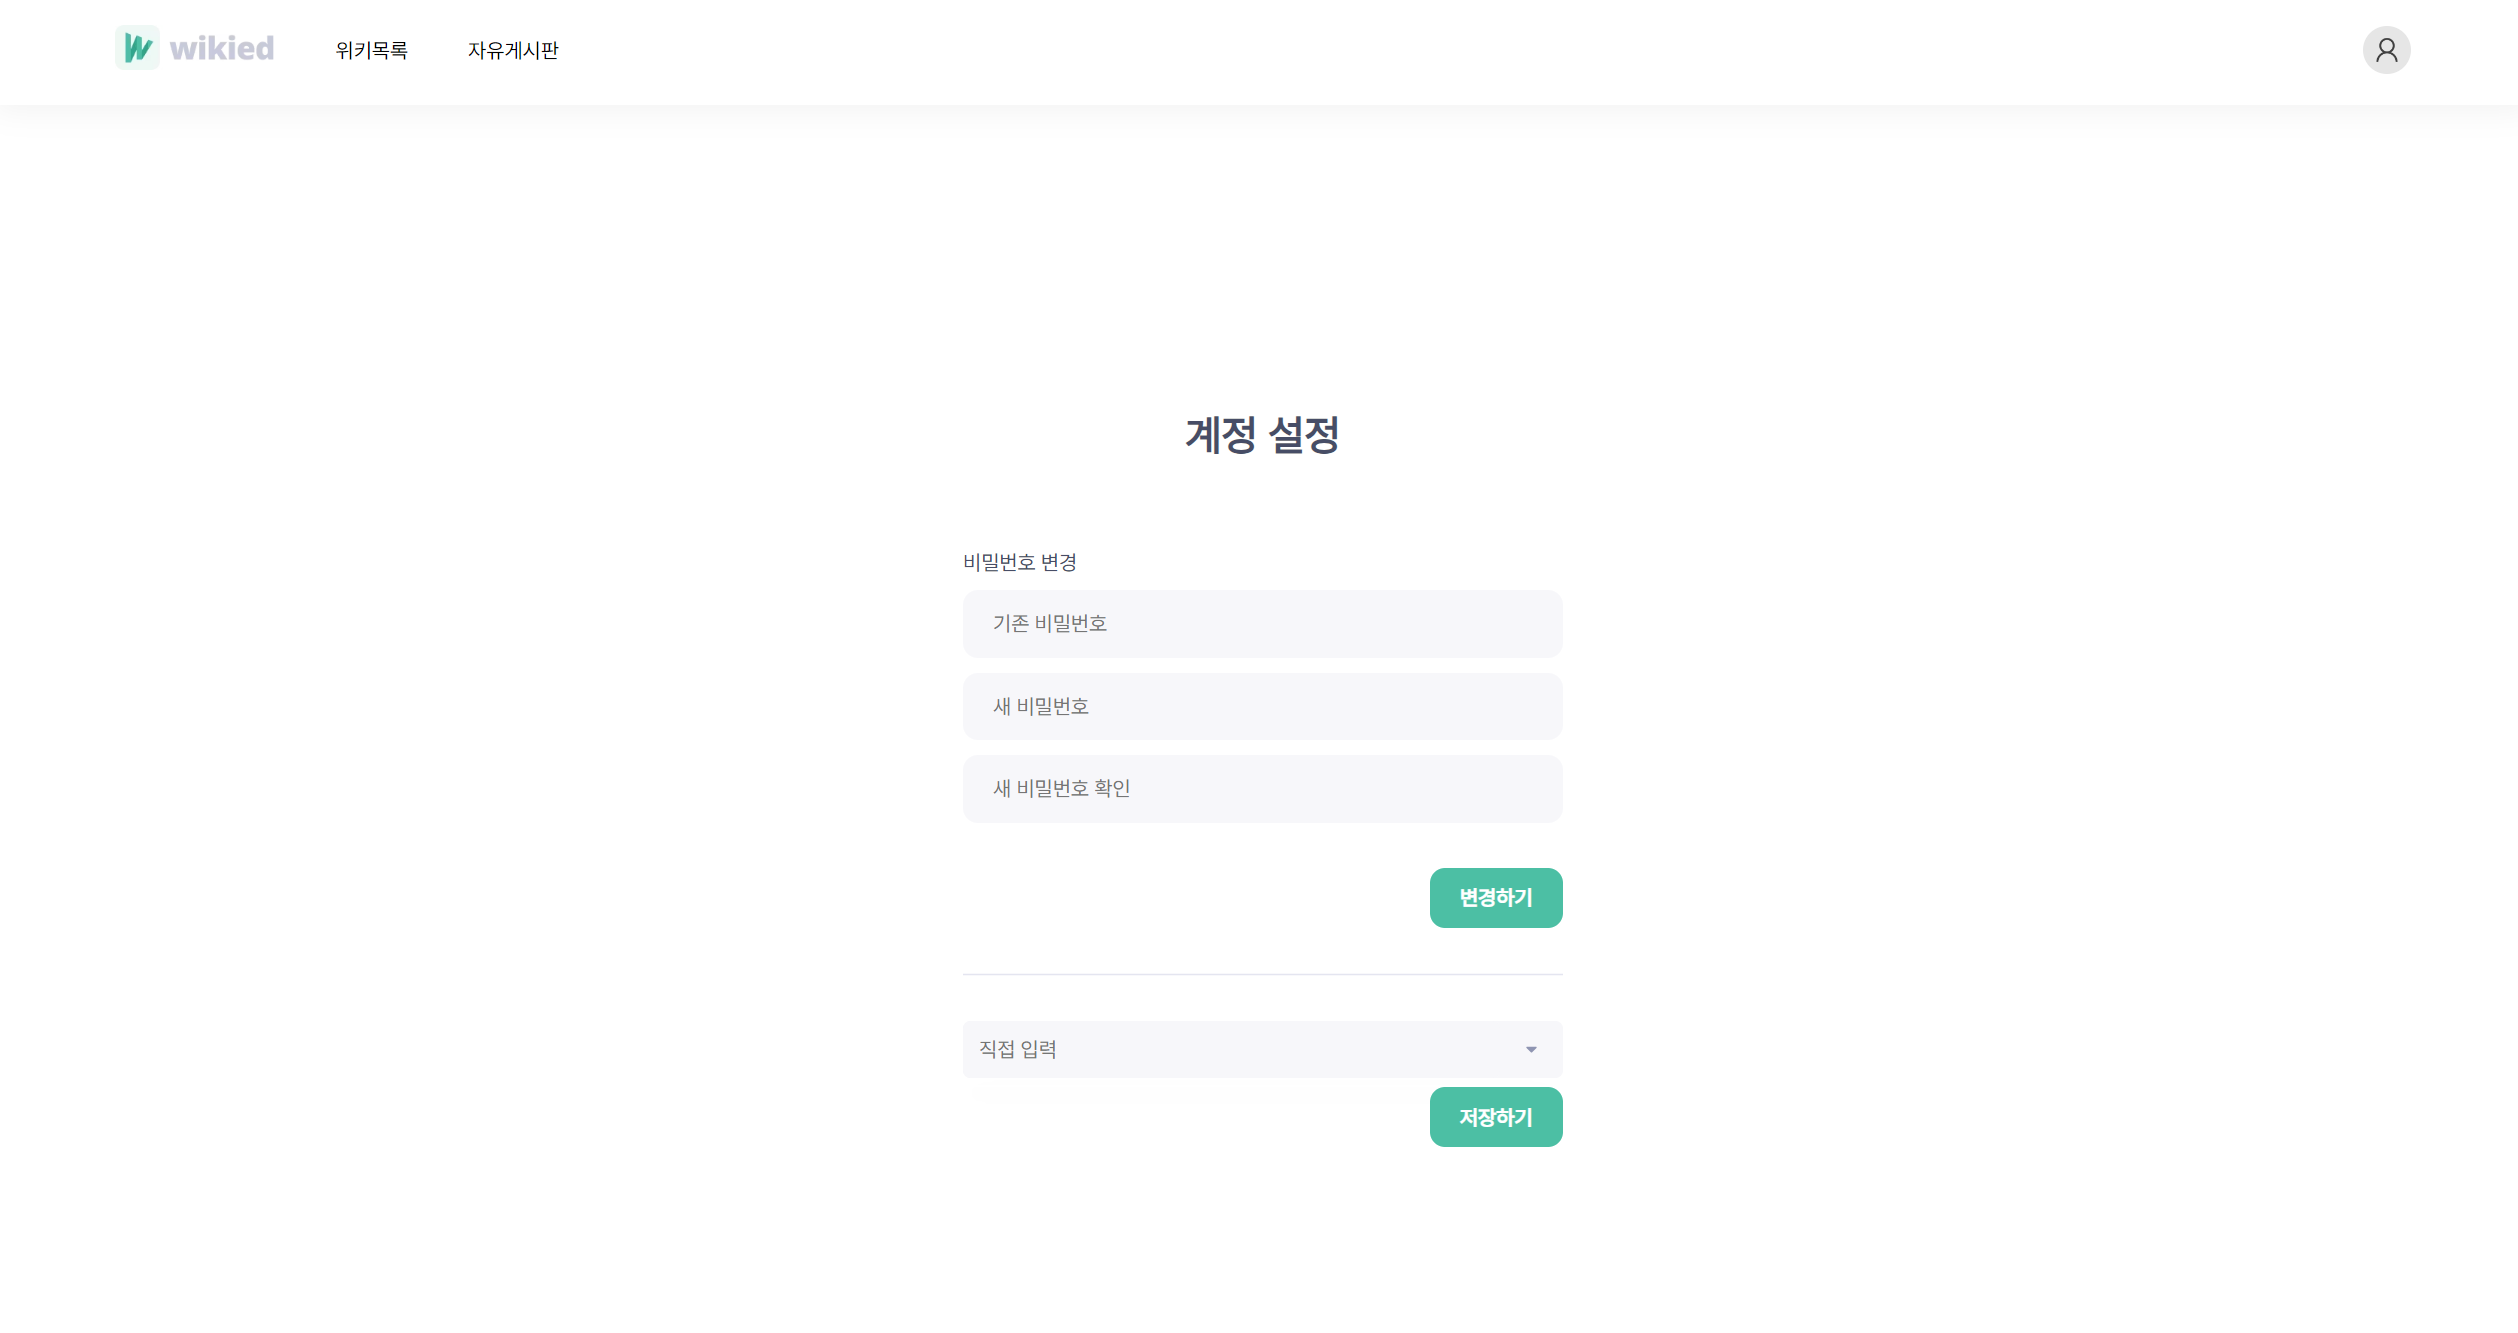 wikied
위키목록
자유게시판
계정 설정
비밀번호 변경
기존 비밀번호
새 비밀번호
새 비밀번호 확인
변경하기
직접 입력
저장하기